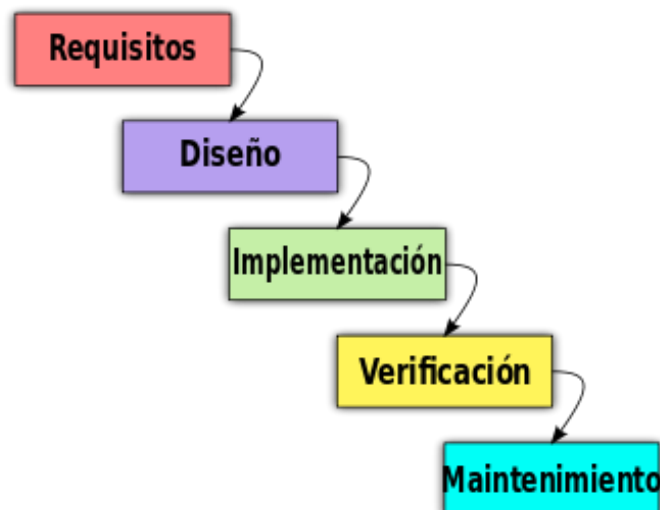 Requisitos
Diseño
Implementación
Verificación
Maintenimiento